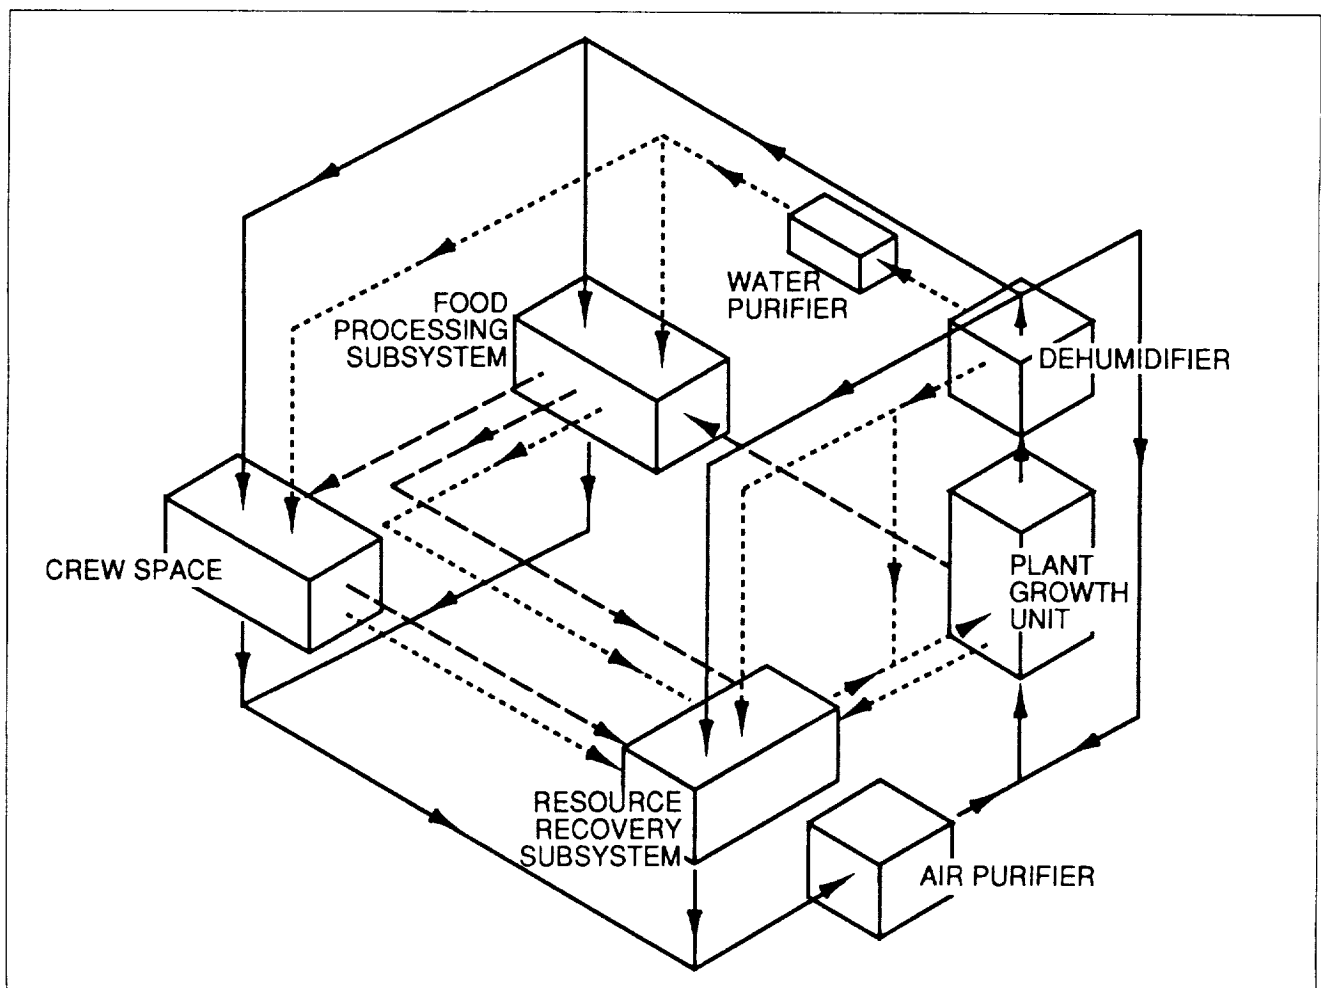 WATER
PURIFIER
FOOD
PROCESSING
SUBSYSTEM
DEHUMIDIFIER
CREW SPACE
PLANT
GROWTH
UNIT
RESOURCE
RECOVERY
SUBSYSTEM
AIR PURIFIER